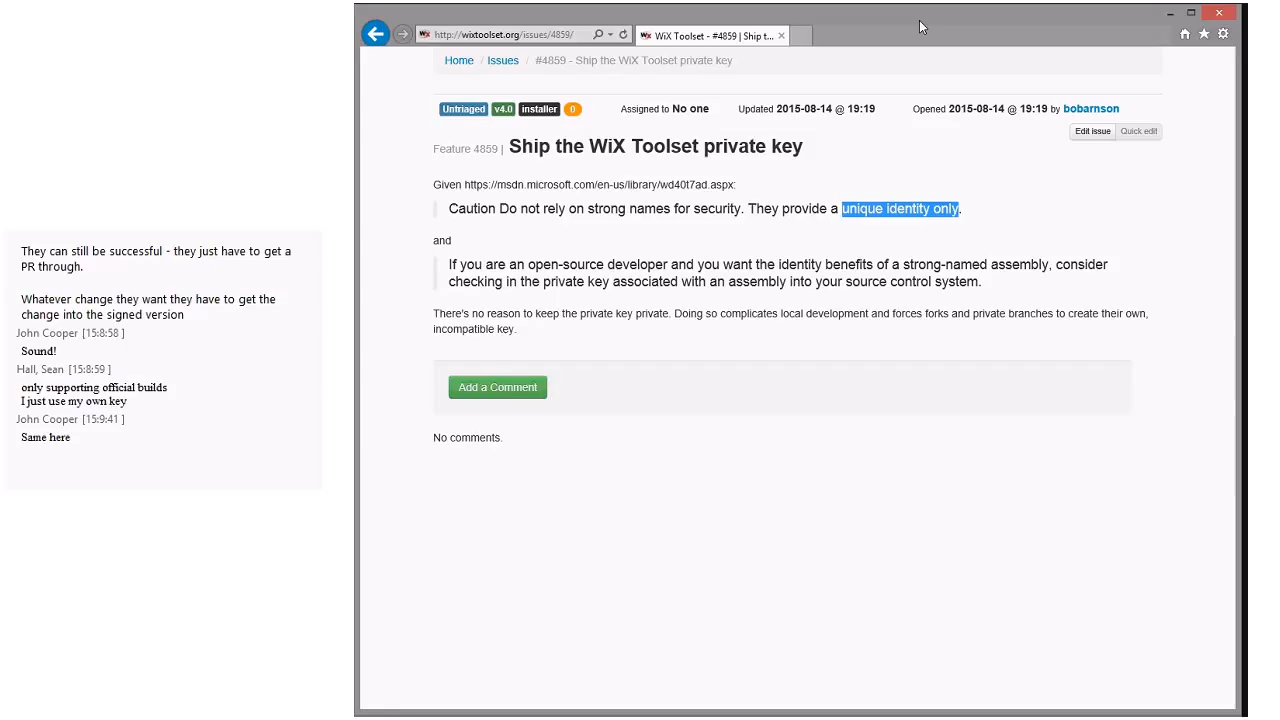 They can still be successful - they just have to get a
PR through.
Whatever change they want they have to get the
change into the signed version
John Cooper [15:8:58 ]
Sound!
Hall, Sean [15:8:59 ]
only supporting official builds
I just use my own key
John Cooper [15:9:41 ]
Same here
http://wixtoolset.org/issues/4859/
WiX Toolset - #4859 | Ship t...
Home / Issues / #4859 - Ship the WiX Toolset private key
Untriaged v4.0 installer 0 Assigned to No one Updated 2015-08-14 @ 19:19 Opened 2015-08-14 @ 19:19 by bobarnson
Edit issue Quick edit
Feature 4859 | Ship the WiX Toolset private key
Given https://msdn.microsoft.com/en-us/library/wd40t7ad.aspx:
Caution Do not rely on strong names for security. They provide a unique identity only.
and
If you are an open-source developer and you want the identity benefits of a strong-named assembly, consider
checking in the private key associated with an assembly into your source control system.
There's no reason to keep the private key private. Doing so complicates local development and forces forks and private branches to create their own,
incompatible key.
Add a Comment
No comments.